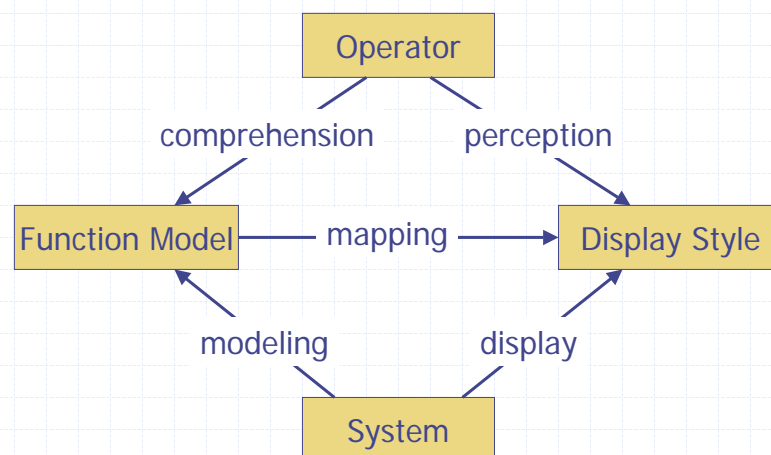 Operator
comprehension
perception
Function Model
mapping
Display Style
modeling
display
System